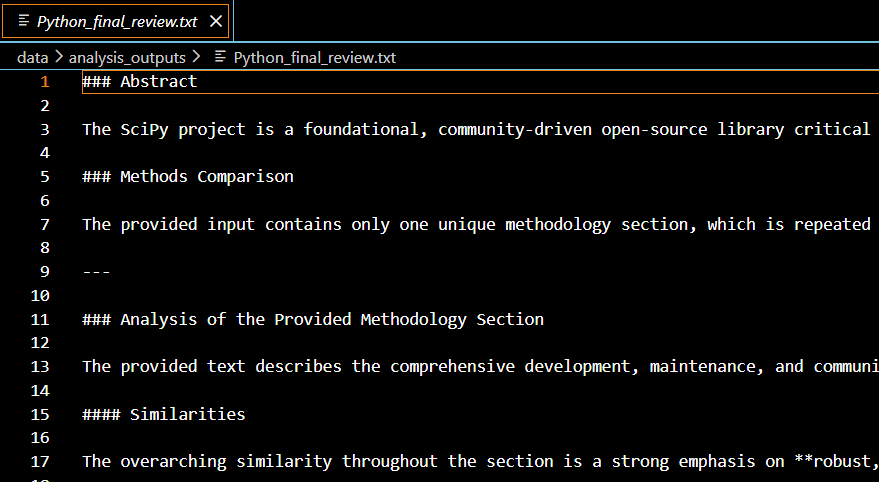 Python_final_review.txt
data > analysis_outputs > Python_final_review.txt
1 ### Abstract
2
3 The SciPy project is a foundational, community-driven open-source library critical
4
5 ### Methods Comparison
6
7 The provided input contains only one unique methodology section, which is repeated
8
9 ---
10
11 ### Analysis of the Provided Methodology Section
12
13 The provided text describes the comprehensive development, maintenance, and communi
14
15 #### Similarities
16
17 The overarching similarity throughout the section is a strong emphasis on **robust,